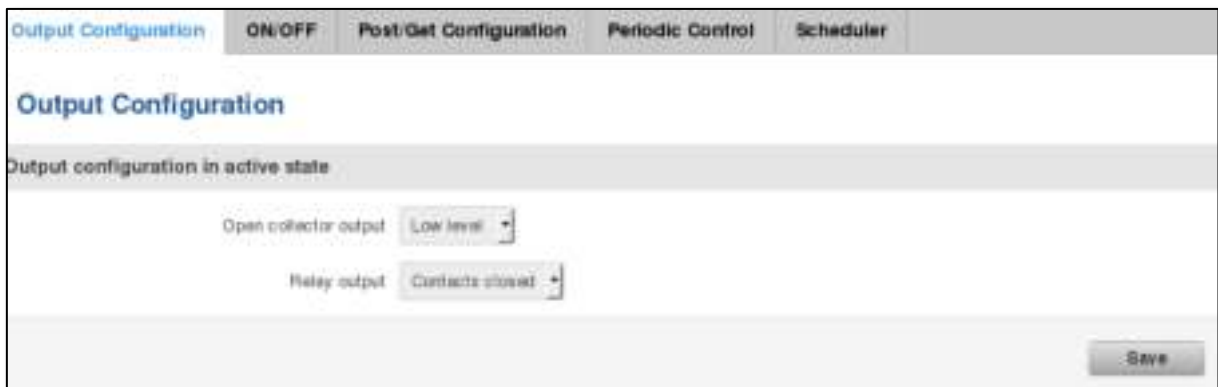 Output Configuration ON/OFF Post/Get Configuration Periodic Control Scheduler
Output Configuration
Output configuration in active state
Open collector output Low level
Relay output Contacts closed
Save